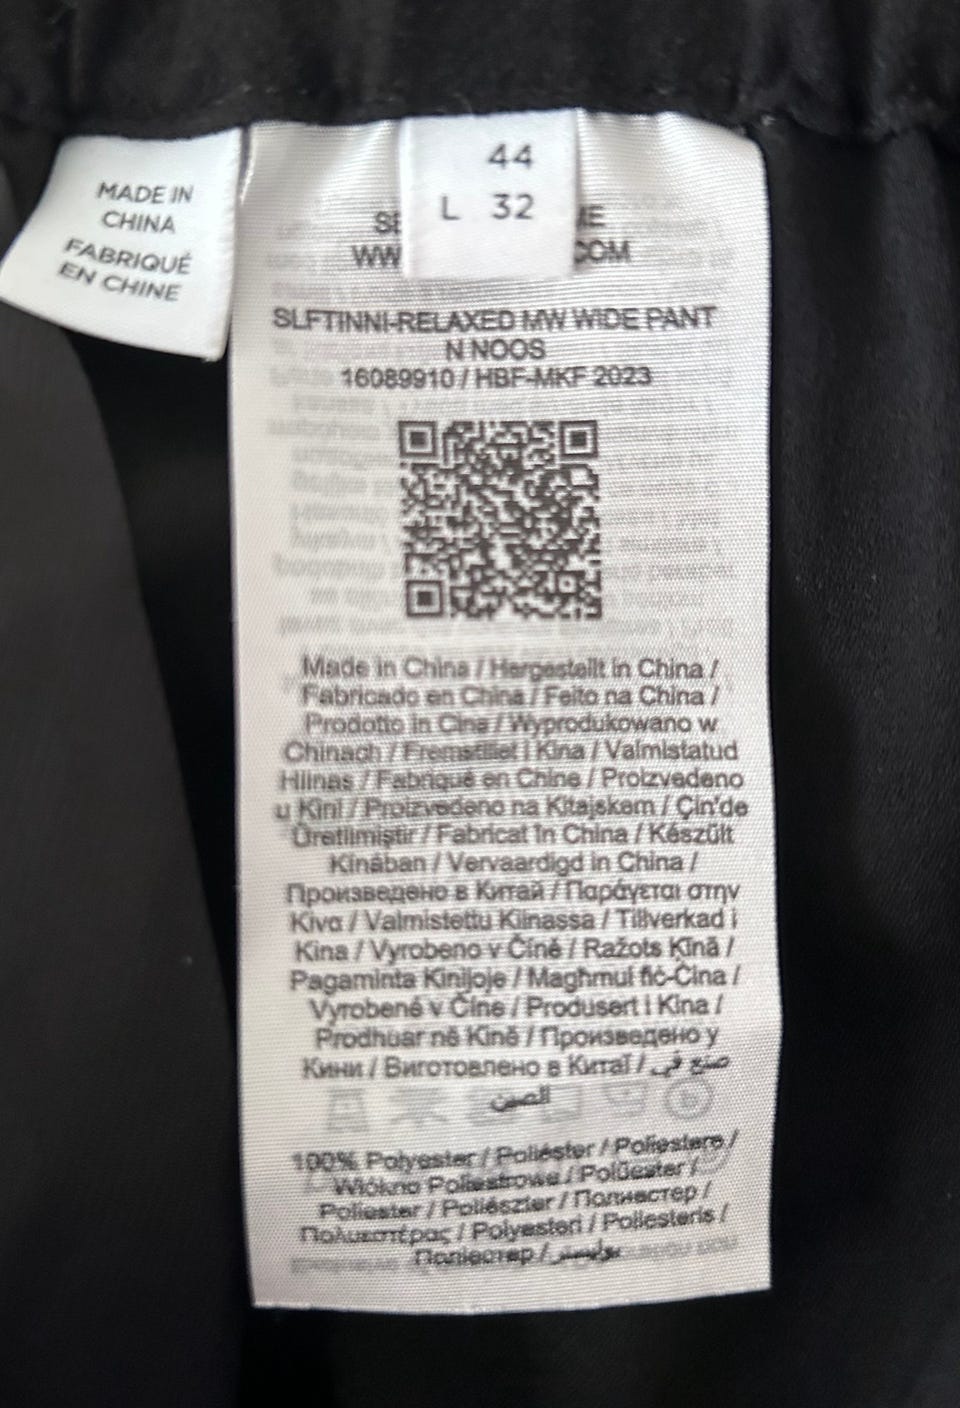 MADE IN
CHINA
FABRIQUÉ
EN CHINE
44
L 32
SE
WW COM
SLFTINNI-RELAXED MW WIDE PANT
N NOOS
16089910 / HBF-MKF 2023
Made in China / Hergestellt in China /
Fabricado en China / Feito na China /
Prodotto in Cina / Wyprodukowano w
Chinach / Fremstillet i Kina / Valmistatud
Hiinas / Fabriqué en Chine / Proizvedeno
u Kini / Proizvedeno na Kitajskem / Çin'de
Üretilmiştir / Fabricat în China / Készült
Kínában / Vervaardigd in China /
Произведено в Китай / Παράγεται στην
Κίνα / Valmistettu Kiinassa / Tillverkad i
Kina / Vyrobeno v Číně / Ražots Ķīnā /
Pagaminta Kinijoje / Magħmul fiċ-Ċina /
Vyrobené v Číne / Produsert i Kina /
Prodhuar në Kinë / Произведено у
Кини / Виготовлено в Китаї / صنع في
الصين
100% Polyester / Poliéster / Poliestere /
Włókno Poliestrowe / Polüester /
Poliester / Poliészter / Полиестер /
Πολυεστέρας / Polyesteri / Poliesteris /
Поліестер / بوليستر